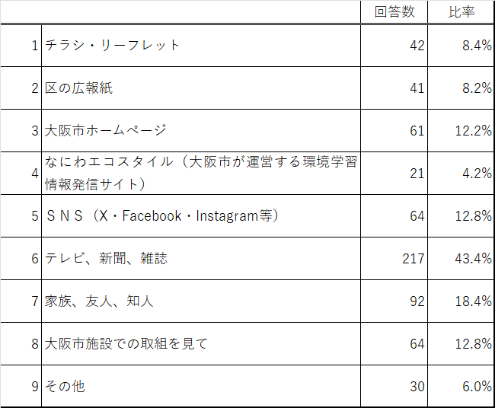 回答数 比率
1 チラシ・リーフレット 42 8.4%
2 区の広報紙 41 8.2%
3 大阪市ホームページ 61 12.2%
4 なにわエコスタイル（大阪市が運営する環境学習 21 4.2%
情報発信サイト）
5 ＳＮＳ（X・Facebook・Instagram等） 64 12.8%
6 テレビ、新聞、雑誌 217 43.4%
7 家族、友人、知人 92 18.4%
8 大阪市施設での取組を見て 64 12.8%
9 その他 30 6.0%